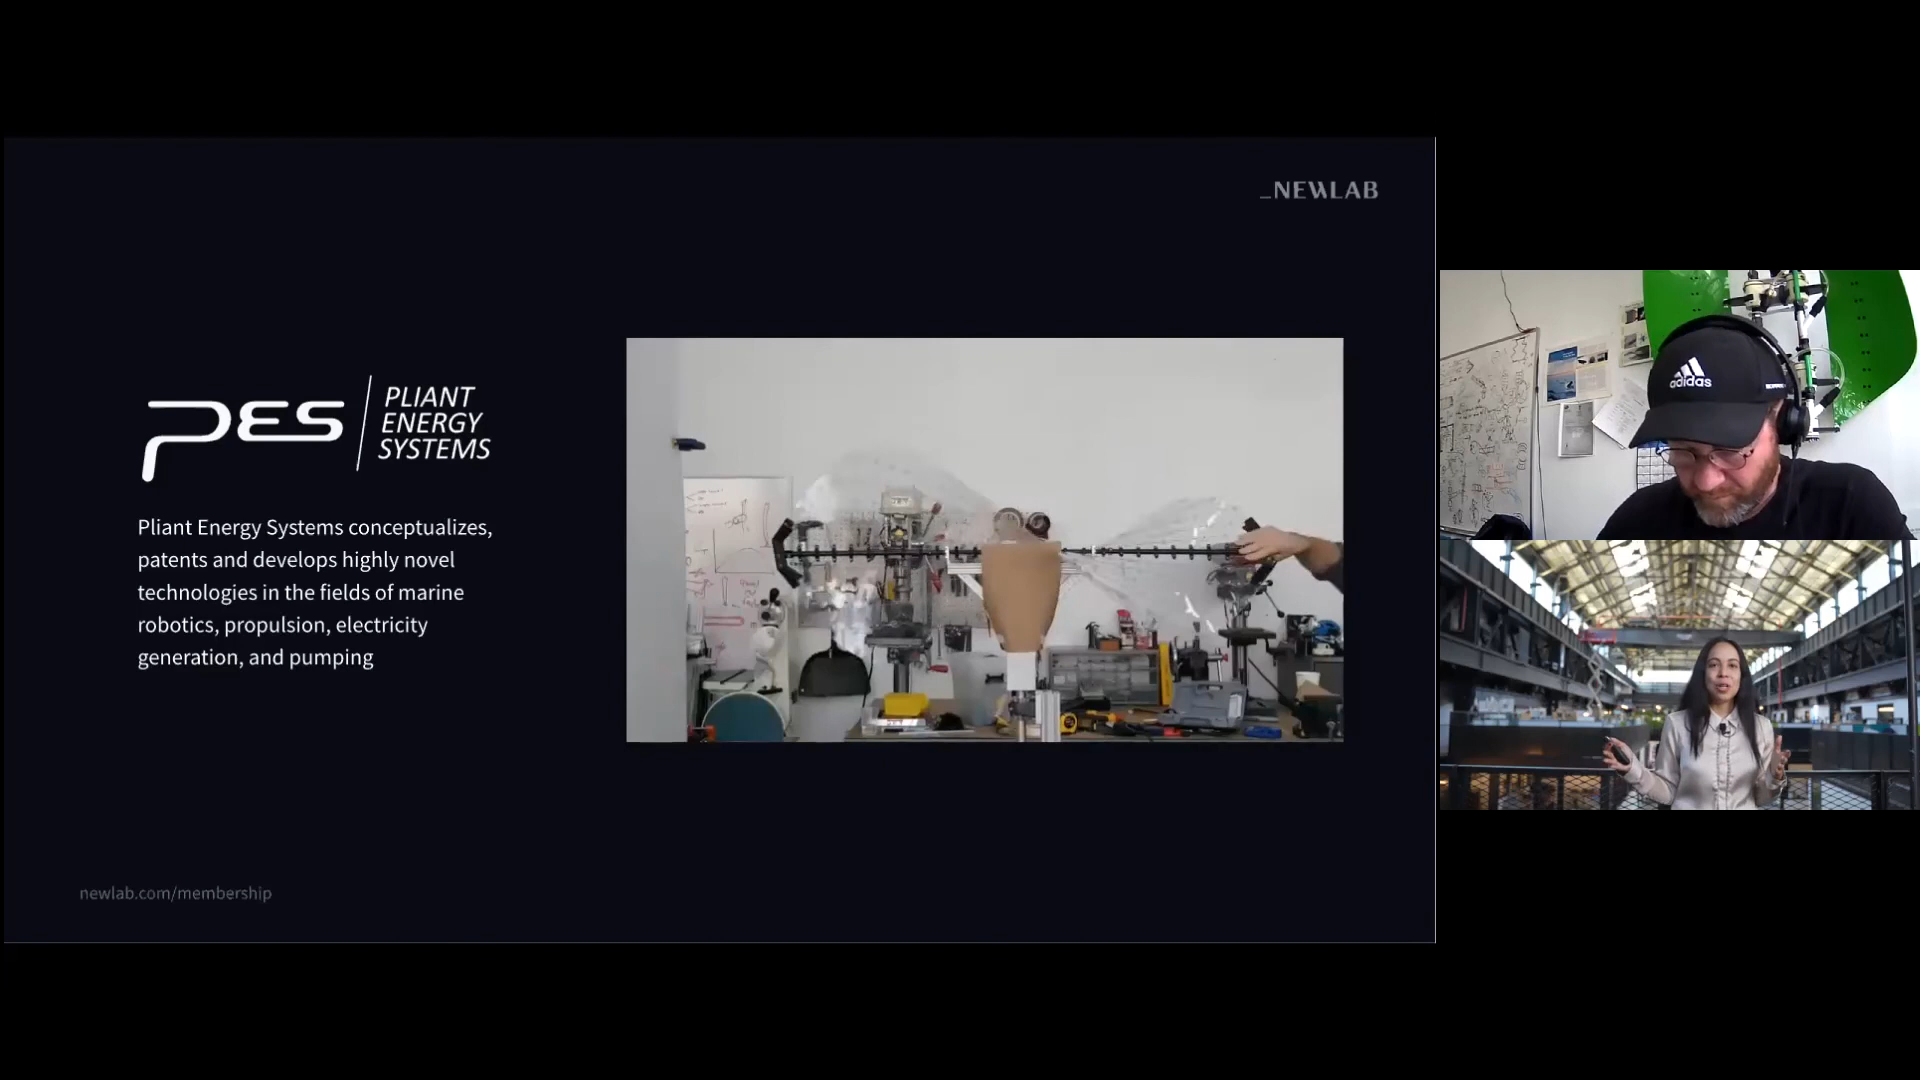 _NEWLAB
PES
PLIANT
ENERGY
SYSTEMS
Pliant Energy Systems conceptualizes,
patents and develops highly novel
technologies in the fields of marine
robotics, propulsion, electricity
generation, and pumping
newlab.com/membership
adidas